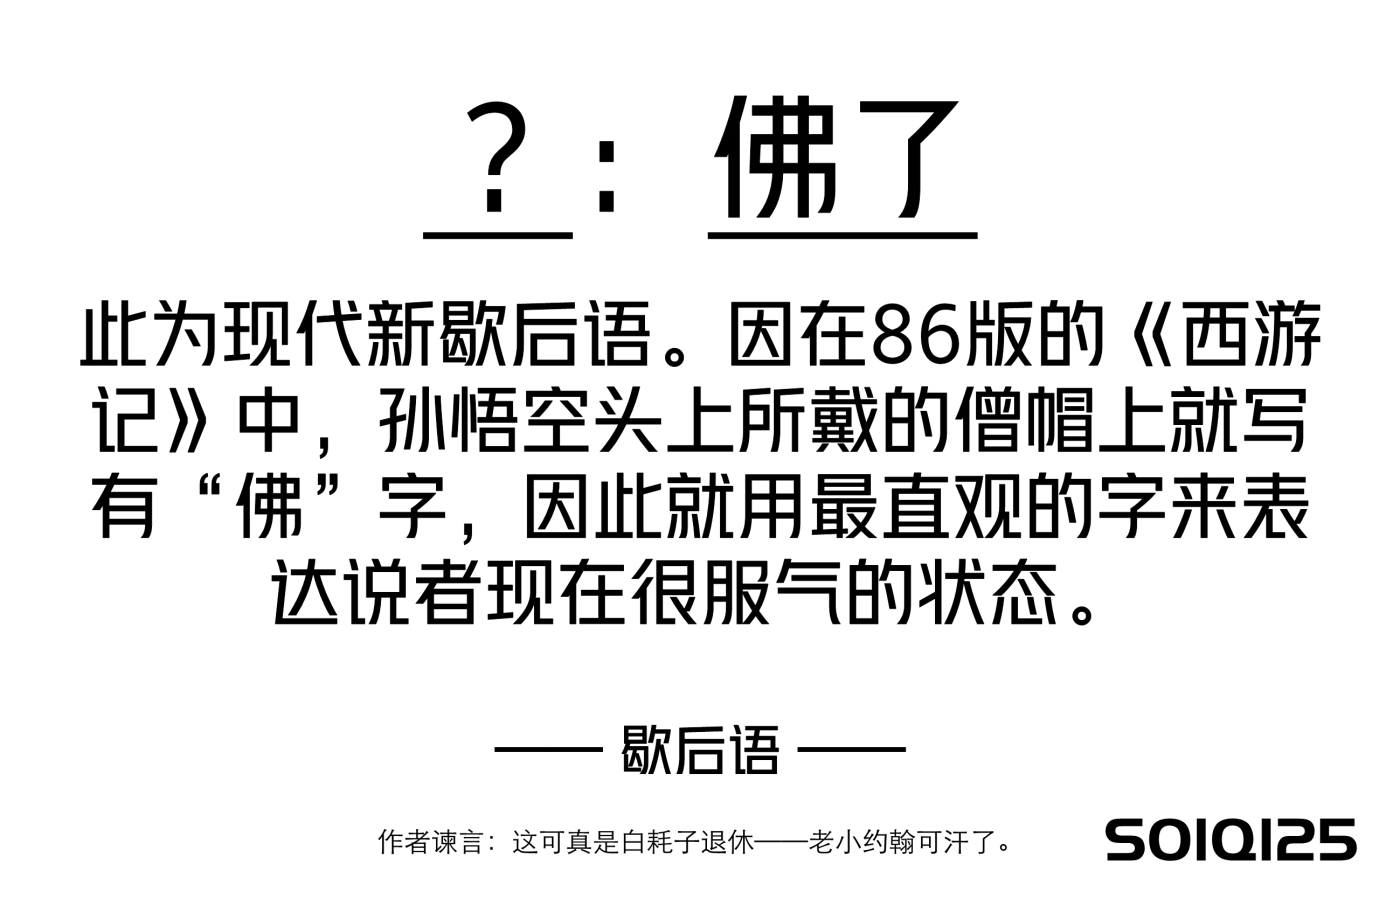 ？：佛了
此为现代新歇后语。因在86版的《西游
记》中，孙悟空头上所戴的僧帽上就写
有“佛”字，因此就用最直观的字来表
达说者现在很服气的状态。
—— 歇后语 ——
作者谏言：这可真是白耗子退休——老小约翰可汗了。
SOIQI25